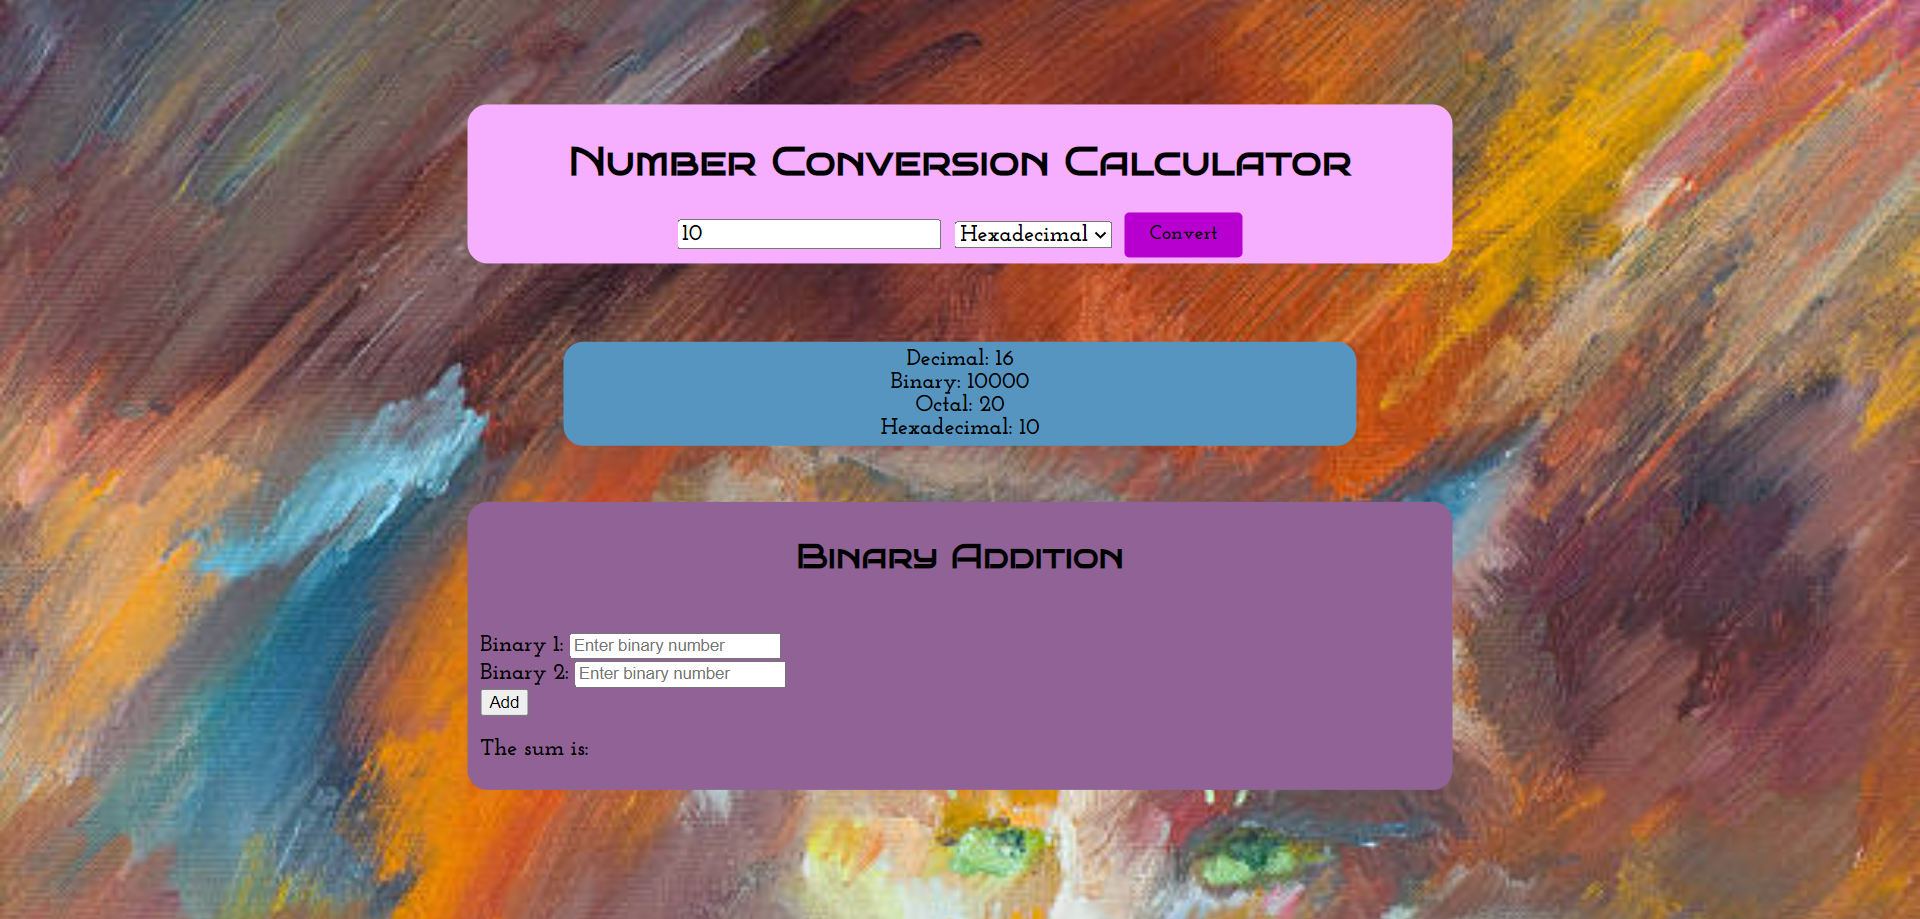 Number Conversion Calculator
10 Hexadecimal Convert
Decimal: 16
Binary: 10000
Octal: 20
Hexadecimal: 10
Binary Addition
Binary 1: Enter binary number
Binary 2: Enter binary number
Add
The sum is: